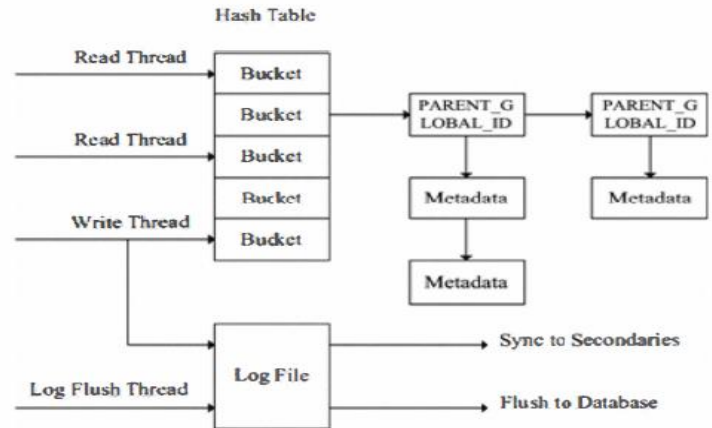 Hash Table
Read Thread
Bucket
Bucket
PARENT_G
LOBAL_ID
PARENT_G
LOBAL_ID
Read Thread
Bucket
Bucket
Metadata
Metadata
Write Thread
Bucket
Metadata
Log File
Sync to Secondaries
Log Flush Thread
Flush to Database